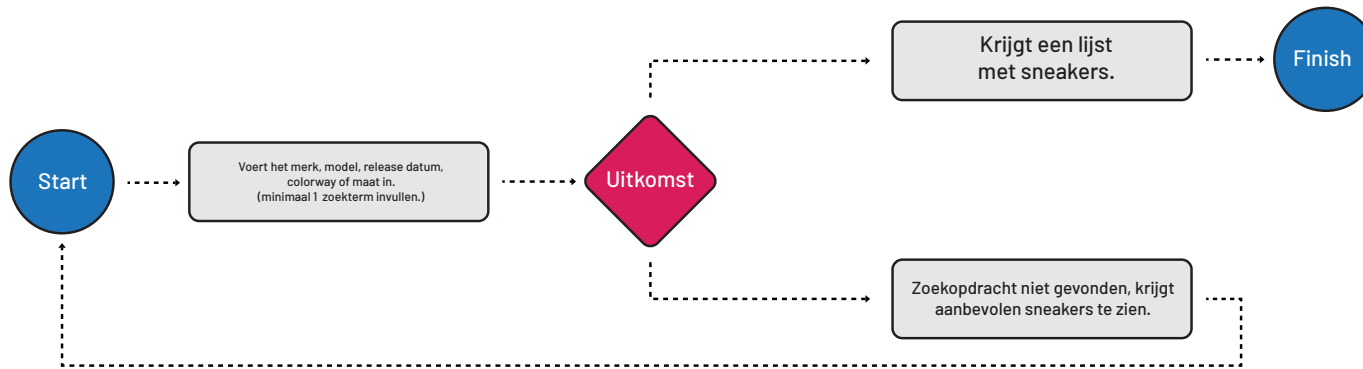 Start
Voert het merk, model, release datum,
colorway of maat in.
(minimaal 1 zoekterm invullen.)
Uitkomst
Krijgt een lijst
met sneakers.
Finish
Zoekopdracht niet gevonden, krijgt
aanbevolen sneakers te zien.